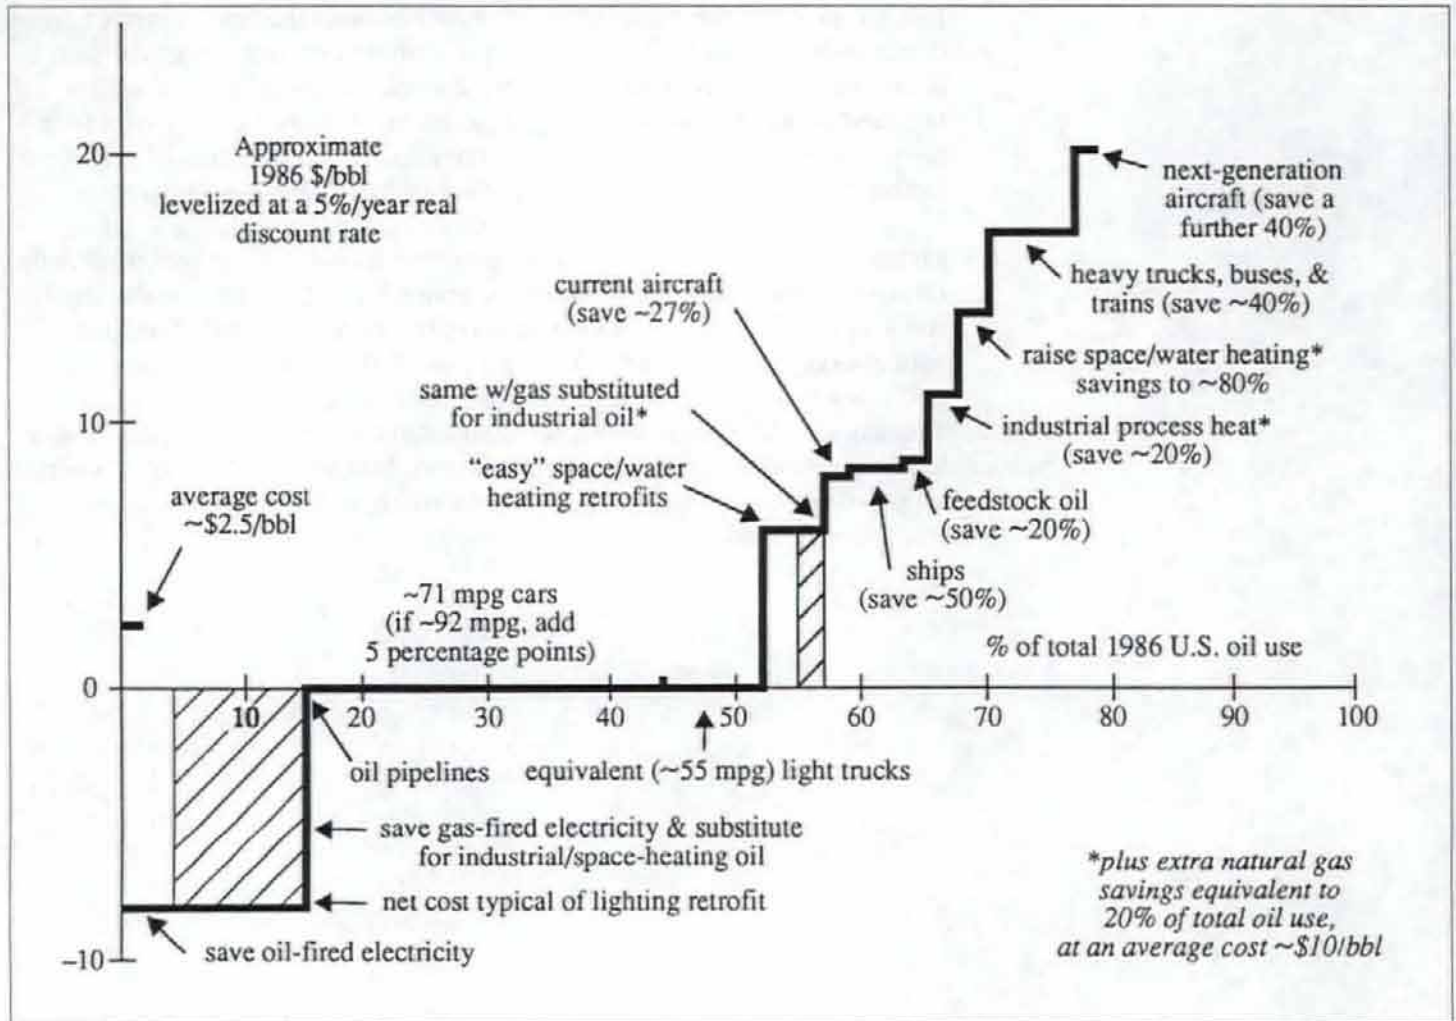 20
10
0
–10
Approximate
1986 $/bbl
levelized at a 5%/year real
discount rate
next-generation
aircraft (save a
further 40%)
current aircraft
(save ~27%)
heavy trucks, buses, &
trains (save ~40%)
raise space/water heating*
savings to ~80%
same w/gas substituted
for industrial oil*
industrial process heat*
(save ~20%)
"easy" space/water
heating retrofits
feedstock oil
(save ~20%)
average cost
~$2.5/bbl
ships
(save ~50%)
~71 mpg cars
(if ~92 mpg, add
5 percentage points)
% of total 1986 U.S. oil use
10 20 30 40 50 60 70 80 90 100
oil pipelines
equivalent (~55 mpg) light trucks
save gas-fired electricity & substitute
for industrial/space-heating oil
net cost typical of lighting retrofit
save oil-fired electricity
*plus extra natural gas
savings equivalent to
20% of total oil use,
at an average cost ~$10/bbl